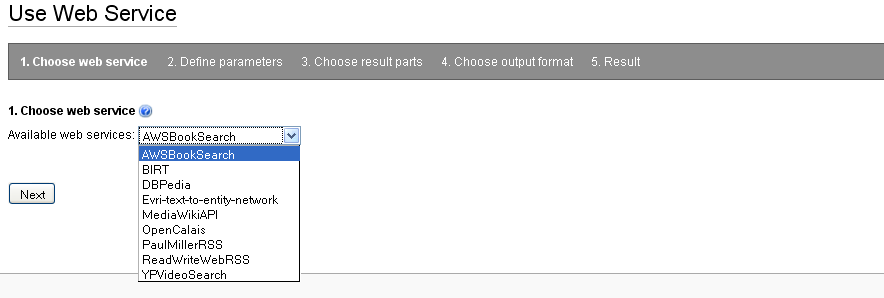 Use Web Service
1. Choose web service 2. Define parameters 3. Choose result parts 4. Choose output format 5. Result
1. Choose web service ?
Available web services: AWSBookSearch
AWSBookSearch
BIRT
DBPedia
Evri-text-to-entity-network
MediaWikiAPI
OpenCalais
PaulMillerRSS
ReadWriteWebRSS
YPVideoSearch
Next